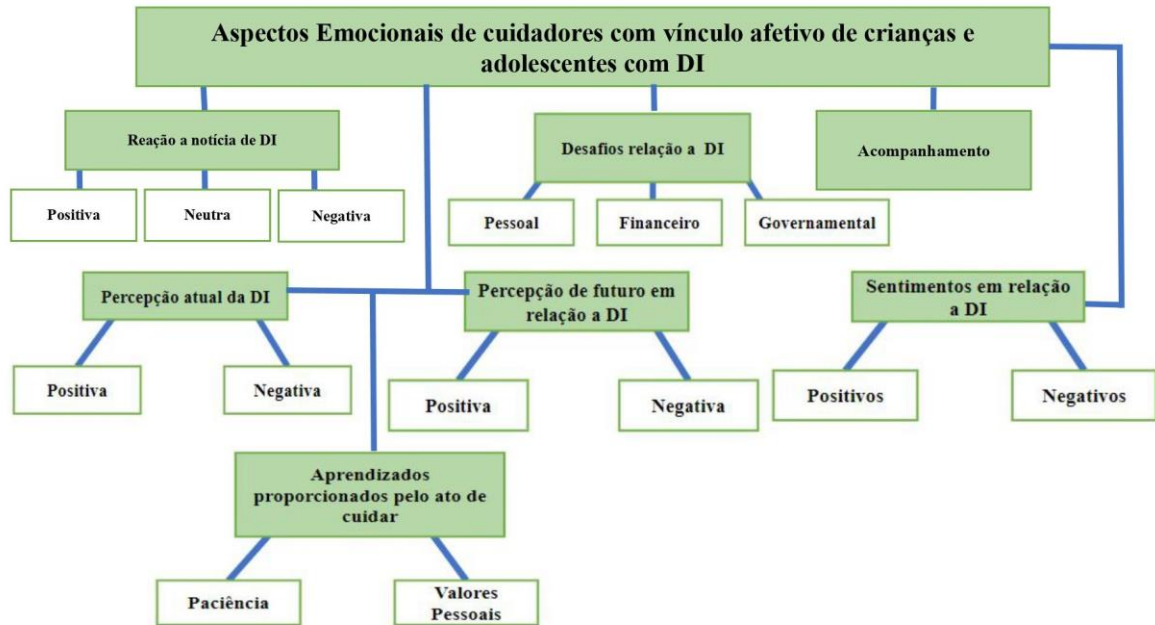 Aspectos Emocionais de cuidadores com vínculo afetivo de crianças e
adolescentes com DI
Reação a notícia de DI
Desafios relação a DI
Acompanhamento
Positiva
Neutra
Negativa
Pessoal
Financeiro
Governamental
Percepção atual da DI
Percepção de futuro em
relação a DI
Sentimentos em relação
a DI
Positiva
Negativa
Positiva
Negativa
Positivos
Negativos
Aprendizados
proporcionados pelo ato de
cuidar
Paciência
Valores
Pessoais